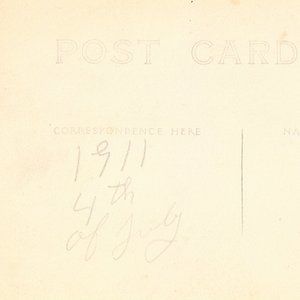 POST CARD
CORRESPONDENCE HERE
NA
1911
4th
of July